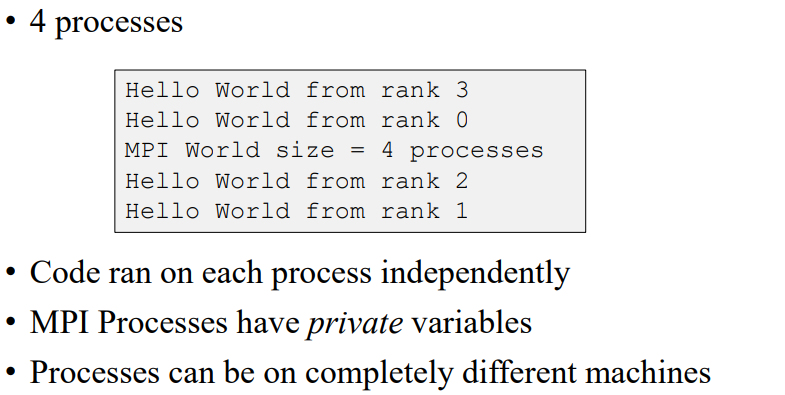 • 4 processes
Hello World from rank 3
Hello World from rank 0
MPI World size = 4 processes
Hello World from rank 2
Hello World from rank 1
• Code ran on each process independently
• MPI Processes have private variables
• Processes can be on completely different machines